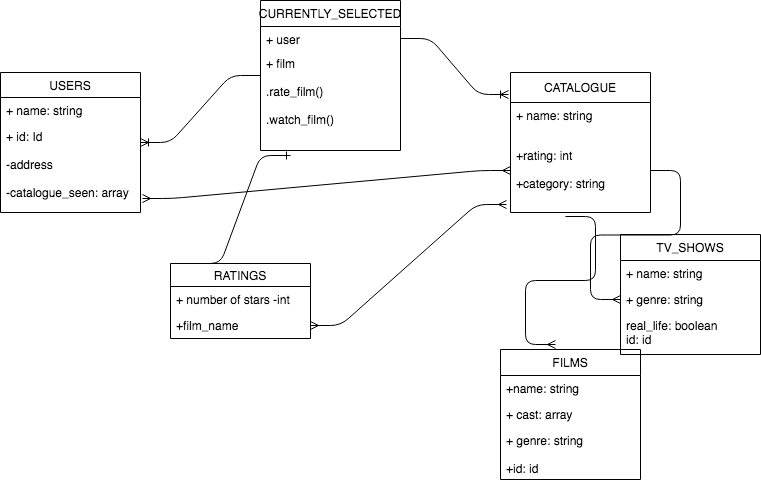 CURRENTLY_SELECTED
+ user
+ film
.rate_film()
.watch_film()
USERS
+ name: string
+ id: Id
-address
-catalogue_seen: array
CATALOGUE
+ name: string
+rating: int
+category: string
RATINGS
+ number of stars -int
+film_name
TV_SHOWS
+ name: string
+ genre: string
real_life: boolean
id: id
FILMS
+name: string
+ cast: array
+ genre: string
+id: id